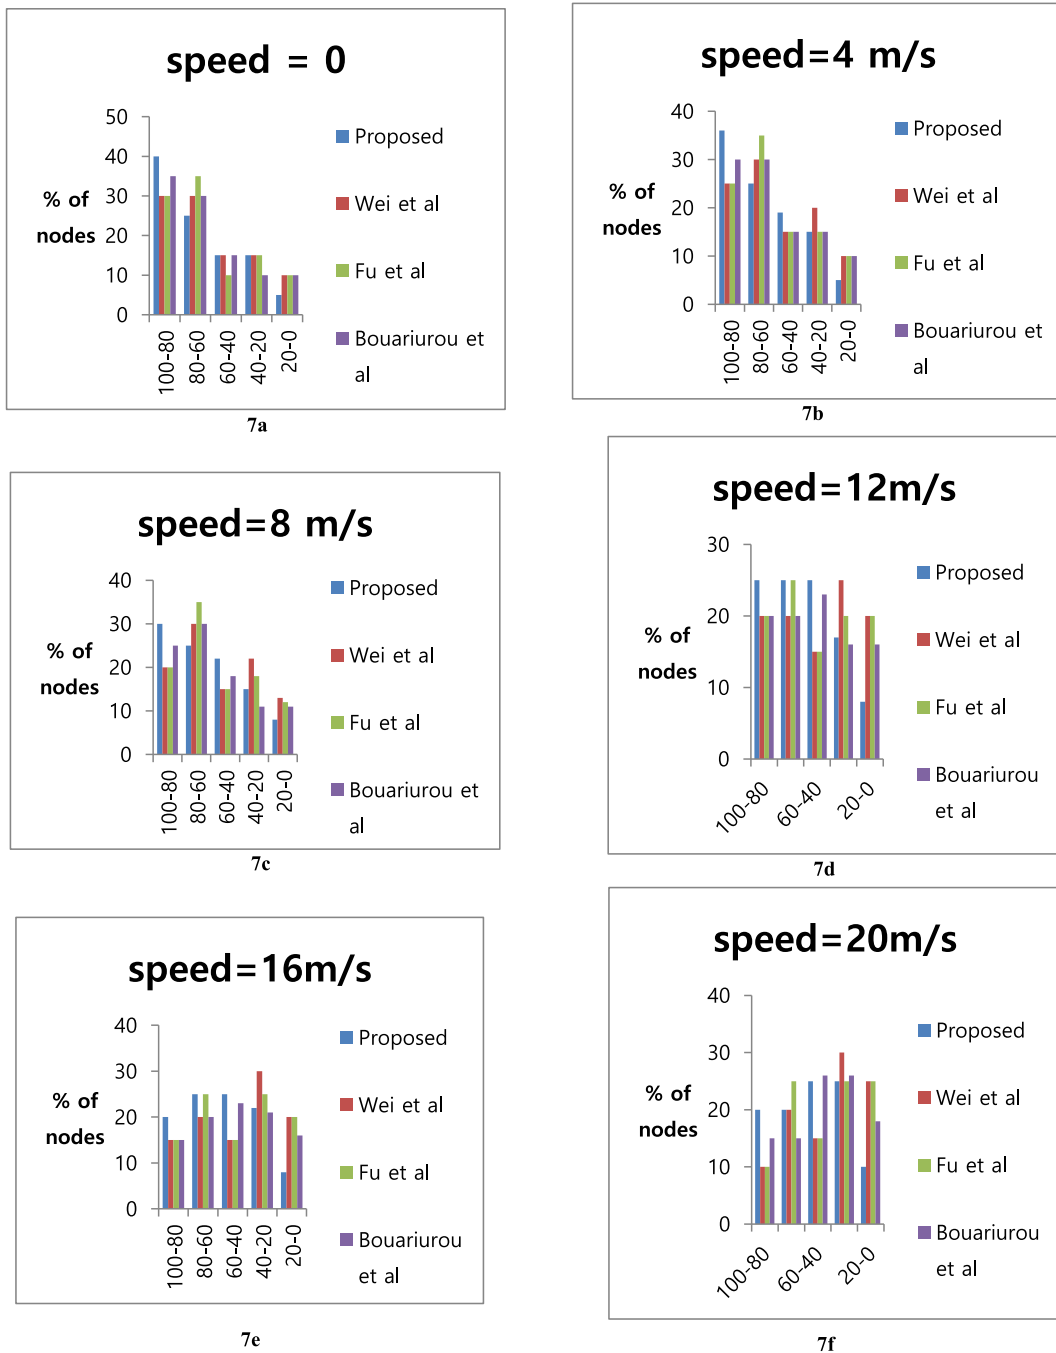 speed = 0
50
40
30
20
10
0
% of
nodes
100-80
80-60
60-40
40-20
20-0
Proposed
Wei et al
Fu et al
Bouariurou et
al
7a
speed=4 m/s
40
30
20
10
0
% of
nodes
100-80
80-60
60-40
40-20
20-0
Proposed
Wei et al
Fu et al
Bouariurou et
al
7b
speed=8 m/s
40
30
20
10
0
% of
nodes
100-80
80-60
60-40
40-20
20-0
Proposed
Wei et al
Fu et al
Bouariurou et
al
7c
speed=12m/s
30
20
10
0
% of
nodes
100-80
60-40
20-0
Proposed
Wei et al
Fu et al
Bouariurou
et al
7d
speed=16m/s
40
30
20
10
0
% of
nodes
100-80
80-60
60-40
40-20
20-0
Proposed
Wei et al
Fu et al
Bouariurou
et al
7e
speed=20m/s
40
30
20
10
0
% of
nodes
100-80
60-40
20-0
Proposed
Wei et al
Fu et al
Bouariurou
et al
7f